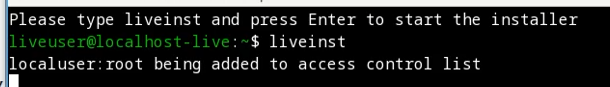 Please type liveinst and press Enter to start the installer
liveuser@localhost-live:~$ liveinst
localuser:root being added to access control list